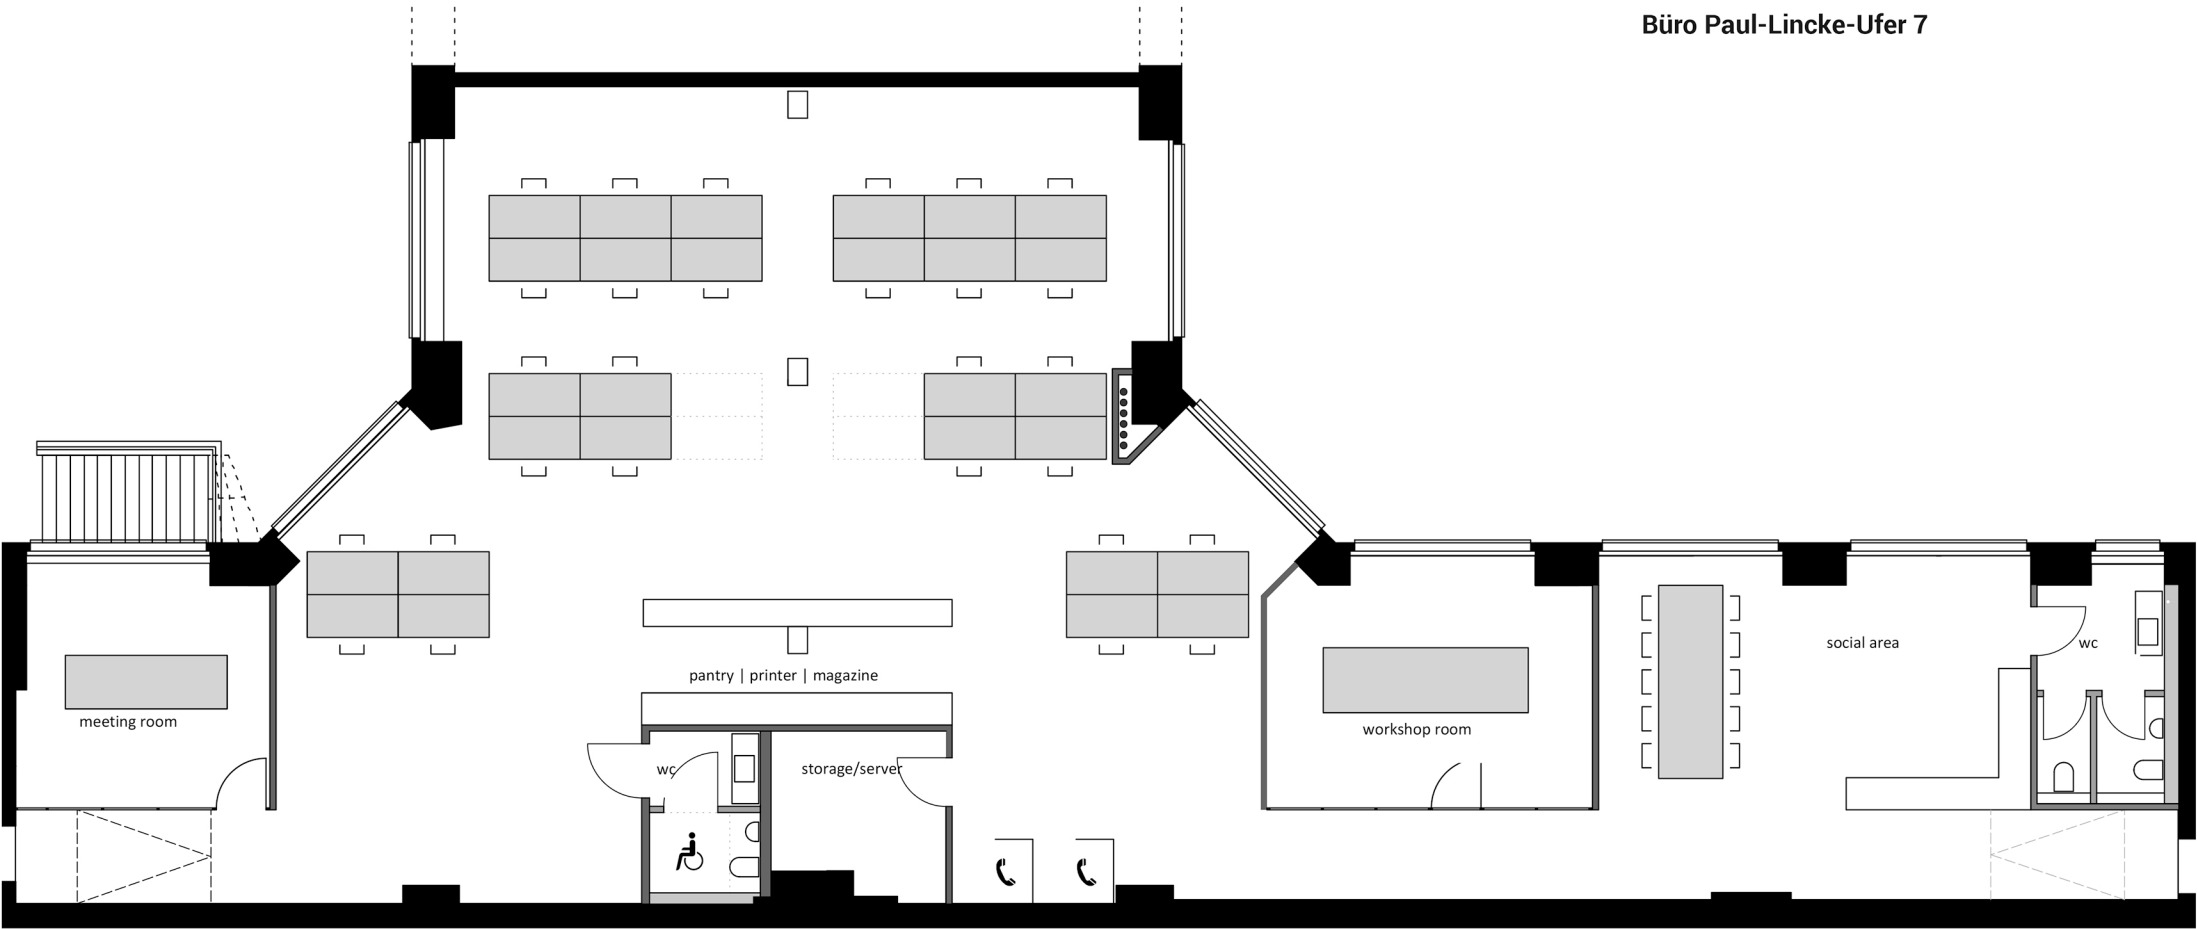 Büro Paul-Lincke-Ufer 7
social area
wc
pantry | printer | magazine
meeting room
workshop room
wc
storage/server